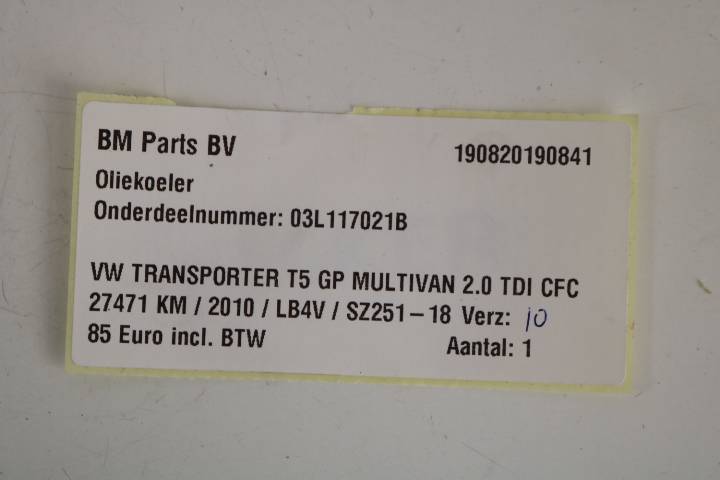 BM Parts BV 190820190841
Oliekoeler
Onderdeelnummer: 03L117021B
VW TRANSPORTER T5 GP MULTIVAN 2.0 TDI CFC
27471 KM / 2010 / LB4V / SZ251-18 Verz: 10
85 Euro incl. BTW Aantal: 1